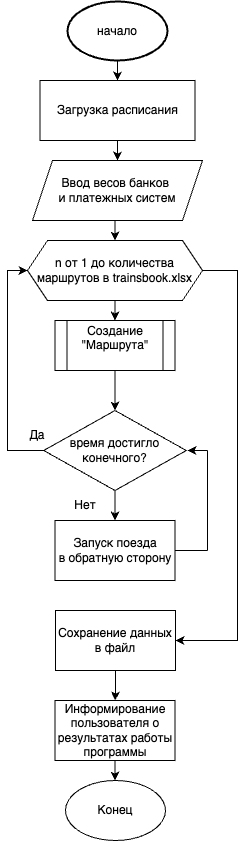 начало
Загрузка расписания
Ввод весов банков
и платежных систем
n от 1 до количества
маршрутов в trainsbook.xlsx
Создание
"Маршрута"
время достигло
конечного?
Да
Нет
Запуск поезда
в обратную сторону
Сохранение данных
в файл
Информирование
пользователя о
результатах работы
программы
Конец